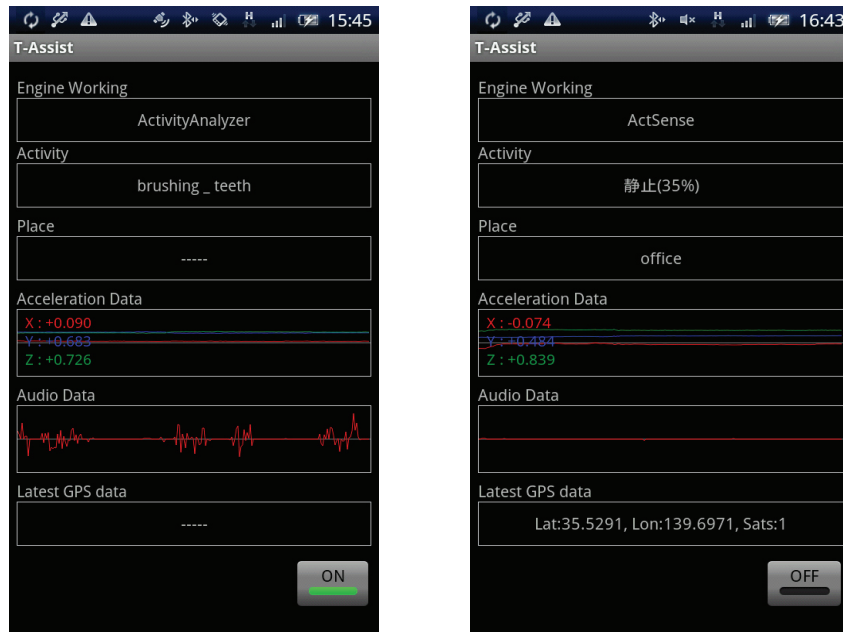 15:45
T-Assist
Engine Working
ActivityAnalyzer
Activity
brushing _ teeth
Place
-----
Acceleration Data
X : +0.090
Y : +0.683
Z : +0.726
Audio Data
Latest GPS data
-----
ON
16:43
T-Assist
Engine Working
ActSense
Activity
静止(35%)
Place
office
Acceleration Data
X : -0.074
Y : +0.484
Z : +0.839
Audio Data
Latest GPS data
Lat:35.5291, Lon:139.6971, Sats:1
OFF